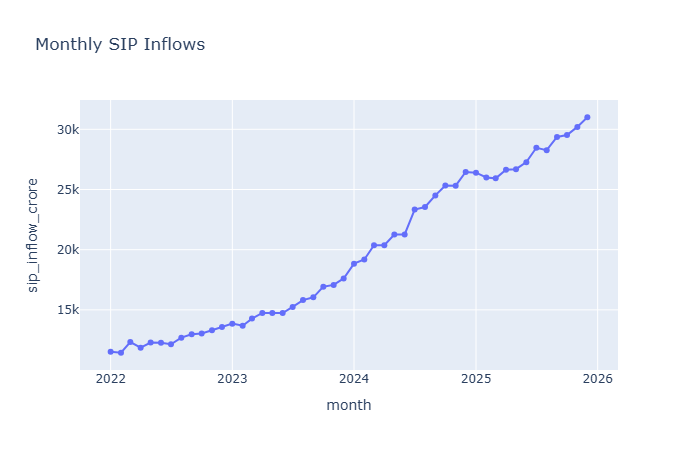 Monthly SIP Inflows
30k
25k
20k
15k
sip_inflow_crore
2022
2023
2024
2025
2026
month